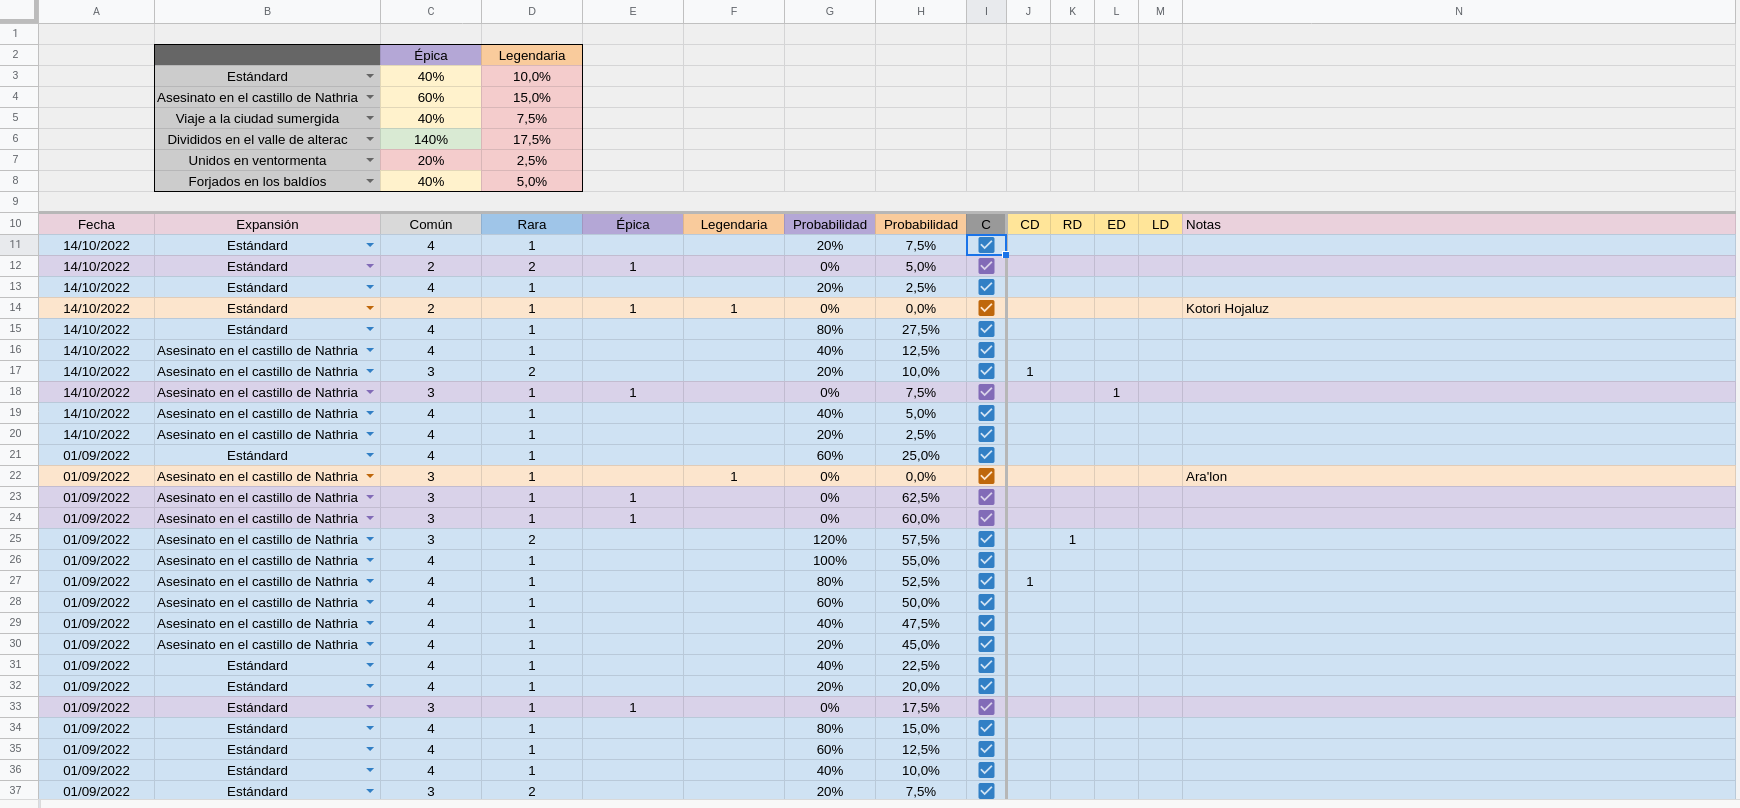 A B C D E F G H I J K L M N
1
2 Épica Legendaria
3 Estándard 40% 10,0%
4 Asesinato en el castillo de Nathria 60% 15,0%
5 Viaje a la ciudad sumergida 40% 7,5%
6 Divididos en el valle de alterac 140% 17,5%
7 Unidos en ventormenta 20% 2,5%
8 Forjados en los baldíos 40% 5,0%
9
10 Fecha Expansión Común Rara Épica Legendaria Probabilidad Probabilidad C CD RD ED LD Notas
11 14/10/2022 Estándard 4 1 20% 7,5%
12 14/10/2022 Estándard 2 2 1 0% 5,0%
13 14/10/2022 Estándard 4 1 20% 2,5%
14 14/10/2022 Estándard 2 1 1 1 0% 0,0% Kotori Hojaluz
15 14/10/2022 Estándard 4 1 80% 27,5%
16 14/10/2022 Asesinato en el castillo de Nathria 4 1 40% 12,5%
17 14/10/2022 Asesinato en el castillo de Nathria 3 2 20% 10,0% 1
18 14/10/2022 Asesinato en el castillo de Nathria 3 1 1 0% 7,5% 1
19 14/10/2022 Asesinato en el castillo de Nathria 4 1 40% 5,0%
20 14/10/2022 Asesinato en el castillo de Nathria 4 1 20% 2,5%
21 01/09/2022 Estándard 4 1 60% 25,0%
22 01/09/2022 Asesinato en el castillo de Nathria 3 1 1 0% 0,0% Ara'lon
23 01/09/2022 Asesinato en el castillo de Nathria 3 1 1 0% 62,5%
24 01/09/2022 Asesinato en el castillo de Nathria 3 1 1 0% 60,0%
25 01/09/2022 Asesinato en el castillo de Nathria 3 2 120% 57,5% 1
26 01/09/2022 Asesinato en el castillo de Nathria 4 1 100% 55,0%
27 01/09/2022 Asesinato en el castillo de Nathria 4 1 80% 52,5% 1
28 01/09/2022 Asesinato en el castillo de Nathria 4 1 60% 50,0%
29 01/09/2022 Asesinato en el castillo de Nathria 4 1 40% 47,5%
30 01/09/2022 Asesinato en el castillo de Nathria 4 1 20% 45,0%
31 01/09/2022 Estándard 4 1 40% 22,5%
32 01/09/2022 Estándard 4 1 20% 20,0%
33 01/09/2022 Estándard 3 1 1 0% 17,5%
34 01/09/2022 Estándard 4 1 80% 15,0%
35 01/09/2022 Estándard 4 1 60% 12,5%
36 01/09/2022 Estándard 4 1 40% 10,0%
37 01/09/2022 Estándard 3 2 20% 7,5%